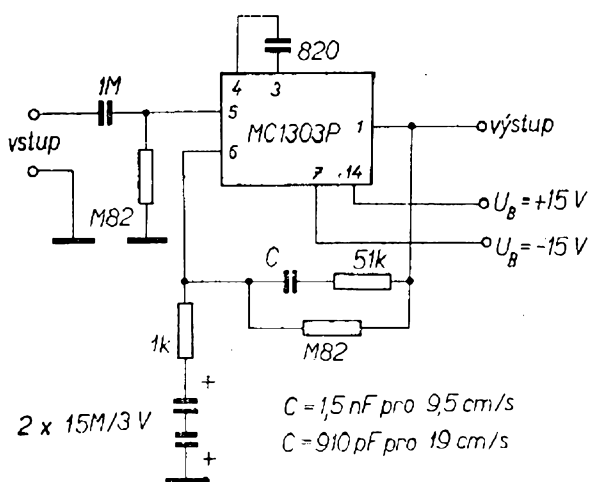 820
4
3
1M
5
MC1303P
1
výstup
vstup
6
7
.14
M82
U_B = +15 V
U_B = -15 V
C
51k
M82
1k
+
2 x 15M/3 V
+
C = 1,5 nF pro 9,5 cm/s
C = 910 pF pro 19 cm/s